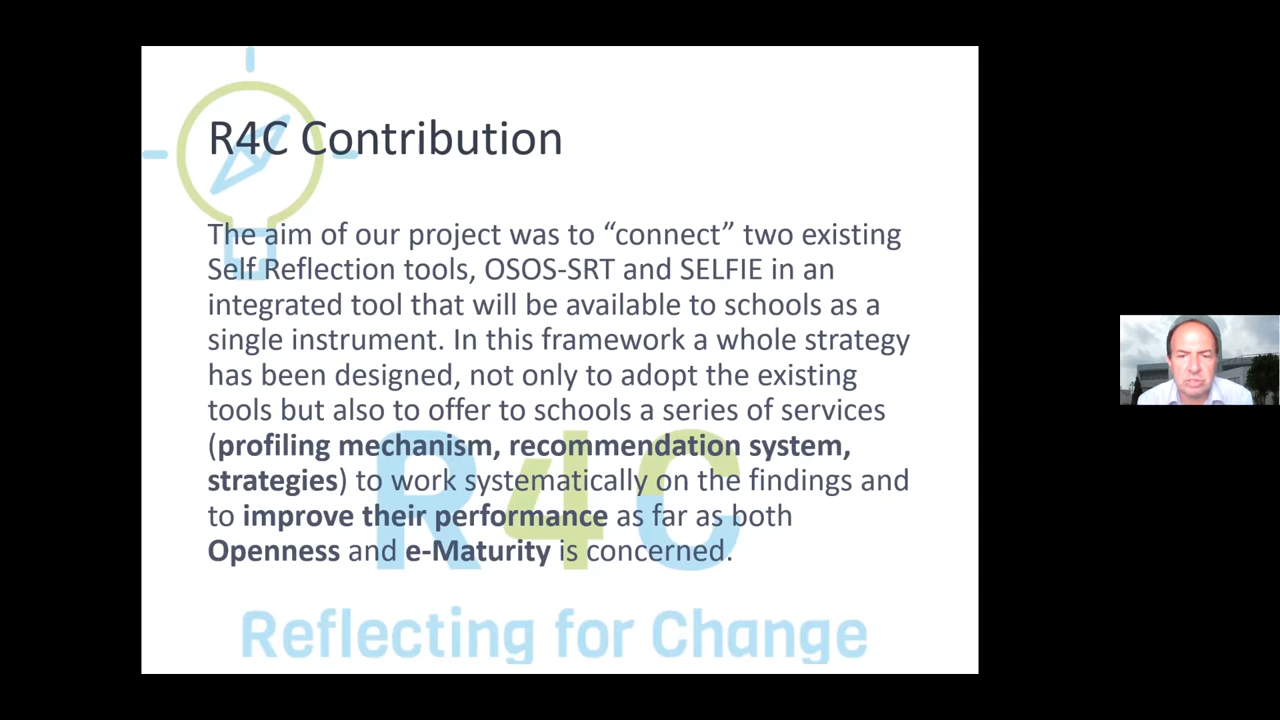 R4C Contribution
The aim of our project was to “connect” two existing
Self Reflection tools, OSOS-SRT and SELFIE in an
integrated tool that will be available to schools as a
single instrument. In this framework a whole strategy
has been designed, not only to adopt the existing
tools but also to offer to schools a series of services
(profiling mechanism, recommendation system,
strategies) to work systematically on the findings and
to improve their performance as far as both
Openness and e-Maturity is concerned.
R4C
Reflecting for Change